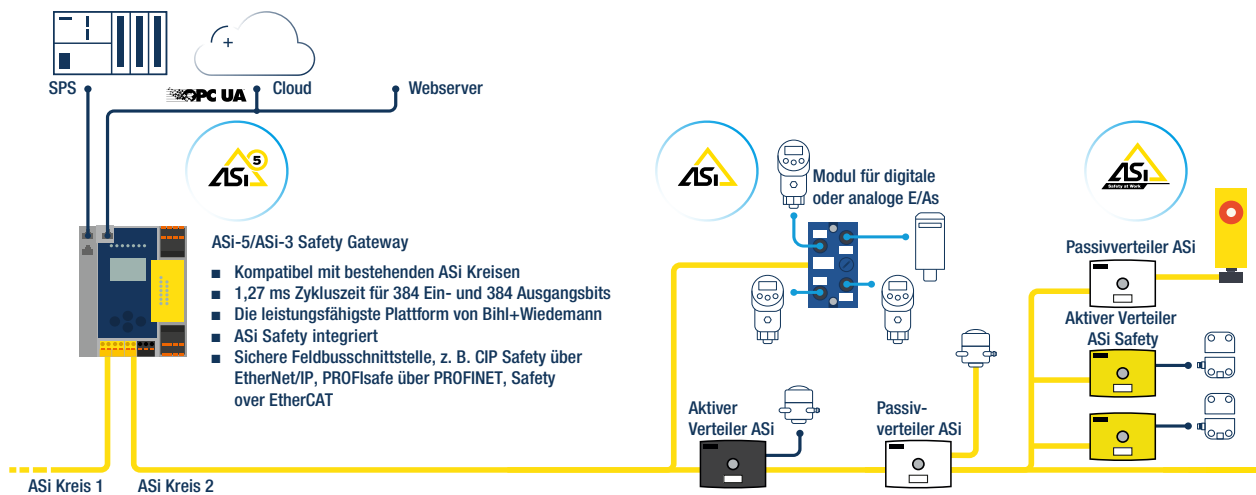 SPS
Cloud
Webserver
OPC UA
ASi 5
ASi-5/ASi-3 Safety Gateway
■ Kompatibel mit bestehenden ASi Kreisen
■ 1,27 ms Zykluszeit für 384 Ein- und 384 Ausgangsbits
■ Die leistungsfähigste Plattform von Bihl+Wiedemann
■ ASi Safety integriert
■ Sichere Feldbusschnittstelle, z. B. CIP Safety über
EtherNet/IP, PROFIsafe über PROFINET, Safety
over EtherCAT
ASi Kreis 1
ASi Kreis 2
ASi
Modul für digitale
oder analoge E/As
Aktiver
Verteiler ASi
Passiv-
verteiler ASi
ASi
Safety at Work
Passivverteiler ASi
Aktiver Verteiler
ASi Safety